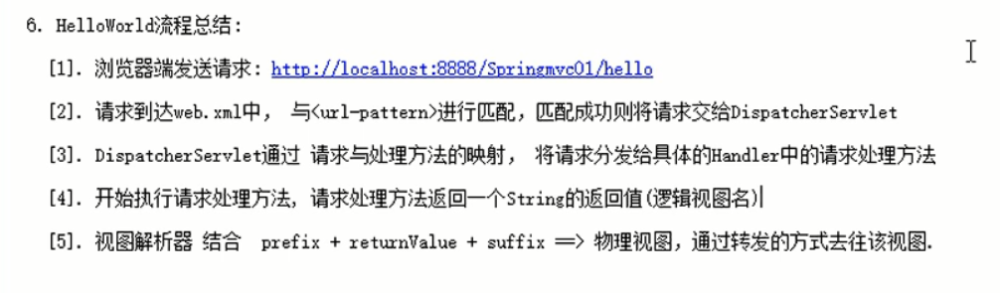 6. HelloWorld流程总结:
[1]. 浏览器端发送请求: http://localhost:8888/Springmvc01/hello
[2]. 请求到达web.xml中, 与<url-pattern>进行匹配,匹配成功则将请求交给DispatcherServlet
[3]. DispatcherServlet通过 请求与处理方法的映射, 将请求分发给具体的Handler中的请求处理方法
[4]. 开始执行请求处理方法, 请求处理方法返回一个String的返回值(逻辑视图名)
[5]. 视图解析器 结合 prefix + returnValue + suffix ==> 物理视图,通过转发的方式去往该视图.